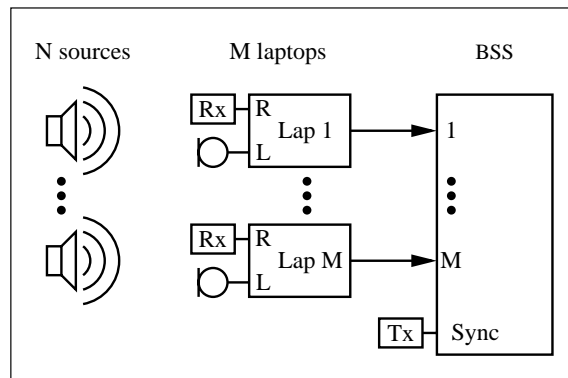 N sources
M laptops
BSS
Rx
R
Lap 1
L
1
Rx
R
Lap M
L
M
Tx
Sync